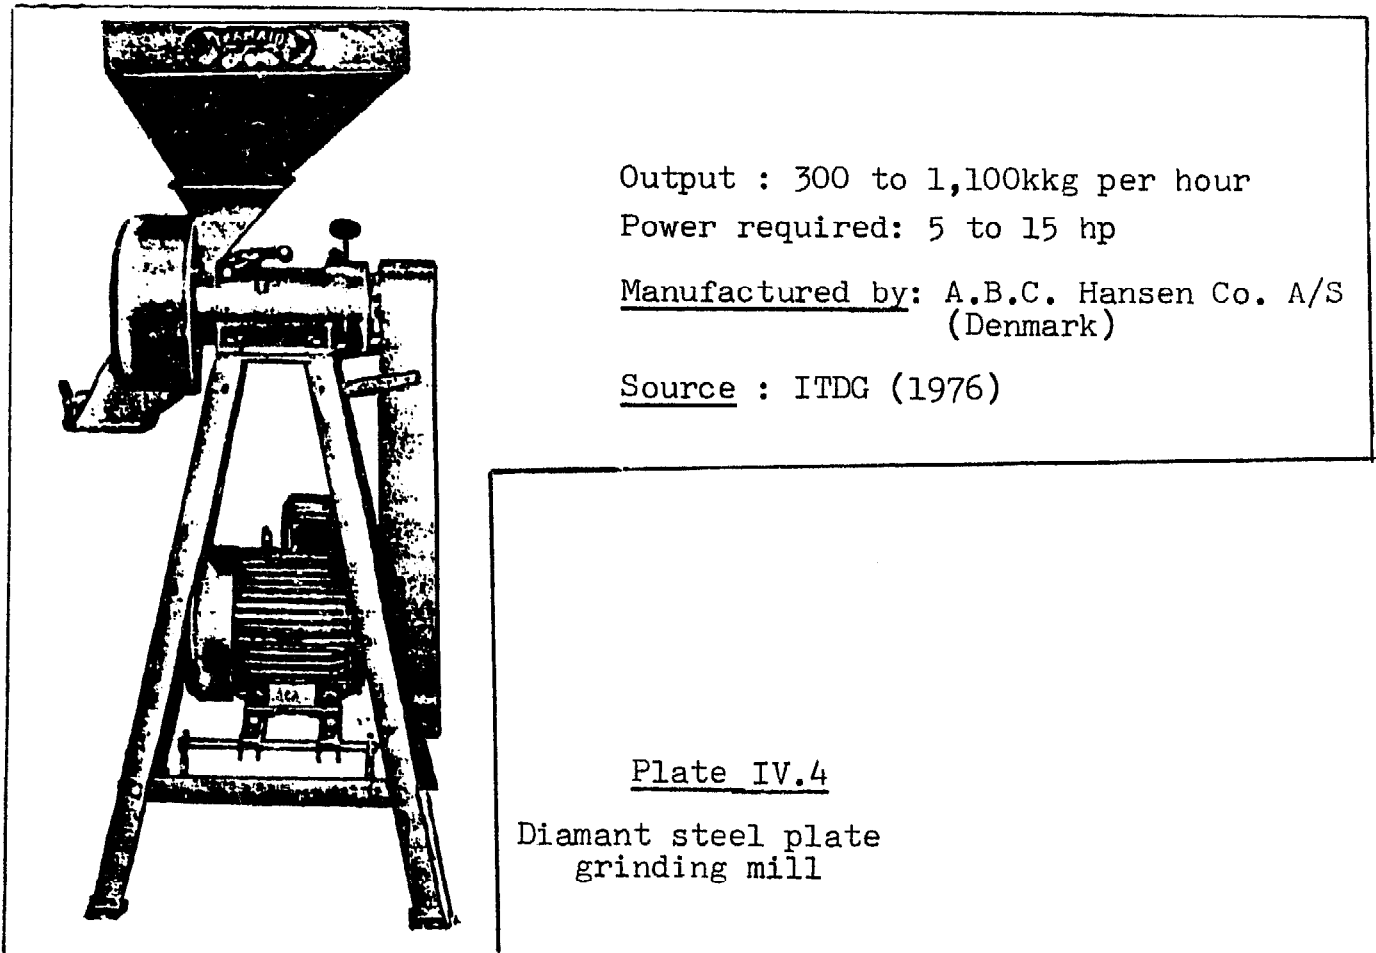 Output : 300 to 1,100kkg per hour
Power required: 5 to 15 hp
Manufactured by: A.B.C. Hansen Co. A/S
(Denmark)
Source : ITDG (1976)
Plate IV.4
Diamant steel plate
grinding mill